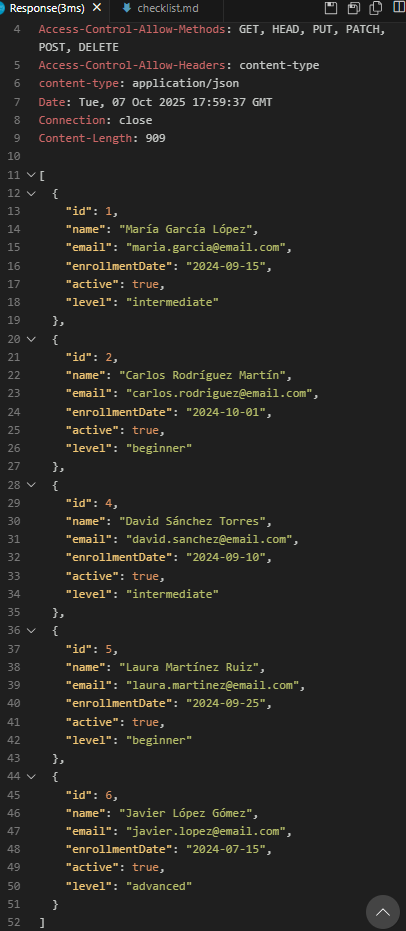 Response(3ms) × checklist.md
4 Access-Control-Allow-Methods: GET, HEAD, PUT, PATCH,
POST, DELETE
5 Access-Control-Allow-Headers: content-type
6 content-type: application/json
7 Date: Tue, 07 Oct 2025 17:59:37 GMT
8 Connection: close
9 Content-Length: 909
10
11 [
12 {
13 "id": 1,
14 "name": "María García López",
15 "email": "maria.garcia@email.com",
16 "enrollmentDate": "2024-09-15",
17 "active": true,
18 "level": "intermediate"
19 },
20 {
21 "id": 2,
22 "name": "Carlos Rodríguez Martín",
23 "email": "carlos.rodriguez@email.com",
24 "enrollmentDate": "2024-10-01",
25 "active": true,
26 "level": "beginner"
27 },
28 {
29 "id": 4,
30 "name": "David Sánchez Torres",
31 "email": "david.sanchez@email.com",
32 "enrollmentDate": "2024-09-10",
33 "active": true,
34 "level": "intermediate"
35 },
36 {
37 "id": 5,
38 "name": "Laura Martínez Ruiz",
39 "email": "laura.martinez@email.com",
40 "enrollmentDate": "2024-09-25",
41 "active": true,
42 "level": "beginner"
43 },
44 {
45 "id": 6,
46 "name": "Javier López Gómez",
47 "email": "javier.lopez@email.com",
48 "enrollmentDate": "2024-07-15",
49 "active": true,
50 "level": "advanced"
51 }
52 ]